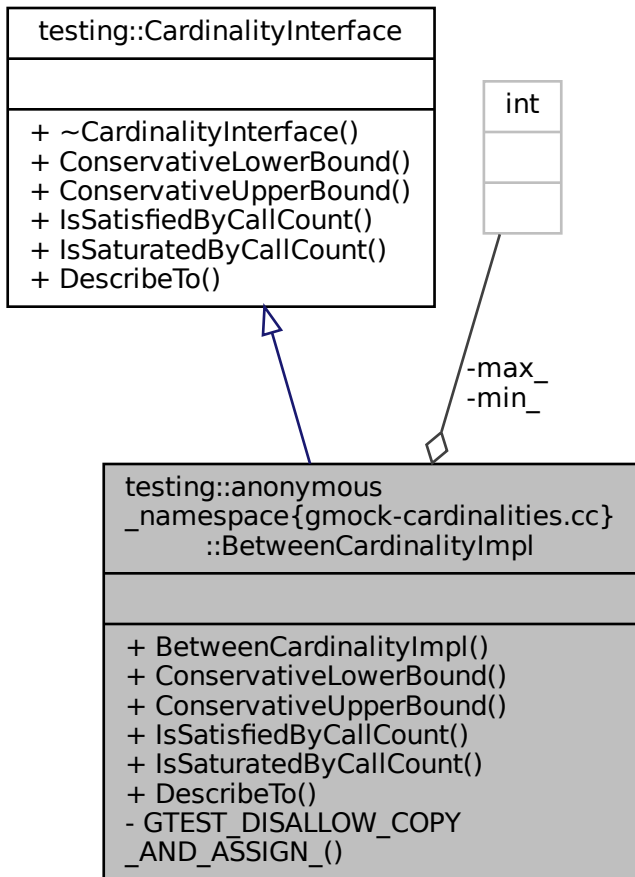 testing::CardinalityInterface
+ ~CardinalityInterface()
+ ConservativeLowerBound()
+ ConservativeUpperBound()
+ IsSatisfiedByCallCount()
+ IsSaturatedByCallCount()
+ DescribeTo()
int
-max_
-min_
testing::anonymous
_namespace{gmock-cardinalities.cc}
::BetweenCardinalityImpl
+ BetweenCardinalityImpl()
+ ConservativeLowerBound()
+ ConservativeUpperBound()
+ IsSatisfiedByCallCount()
+ IsSaturatedByCallCount()
+ DescribeTo()
- GTEST_DISALLOW_COPY
_AND_ASSIGN_()